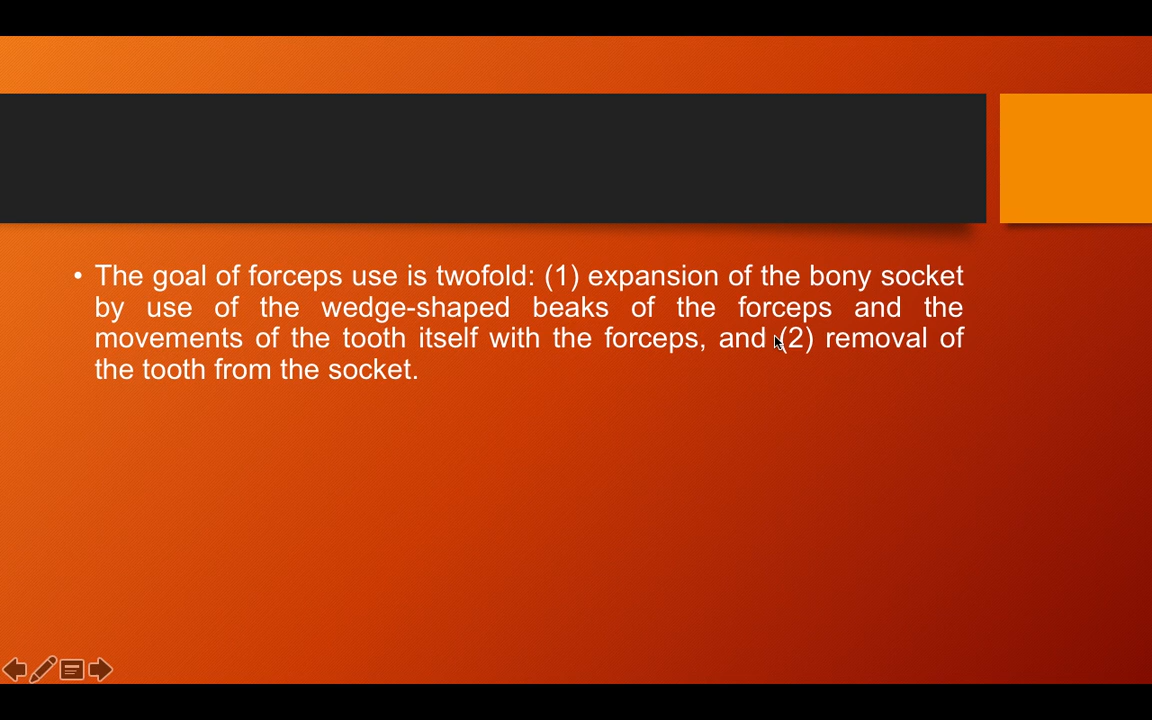 • The goal of forceps use is twofold: (1) expansion of the bony socket
by use of the wedge-shaped beaks of the forceps and the
movements of the tooth itself with the forceps, and (2) removal of
the tooth from the socket.